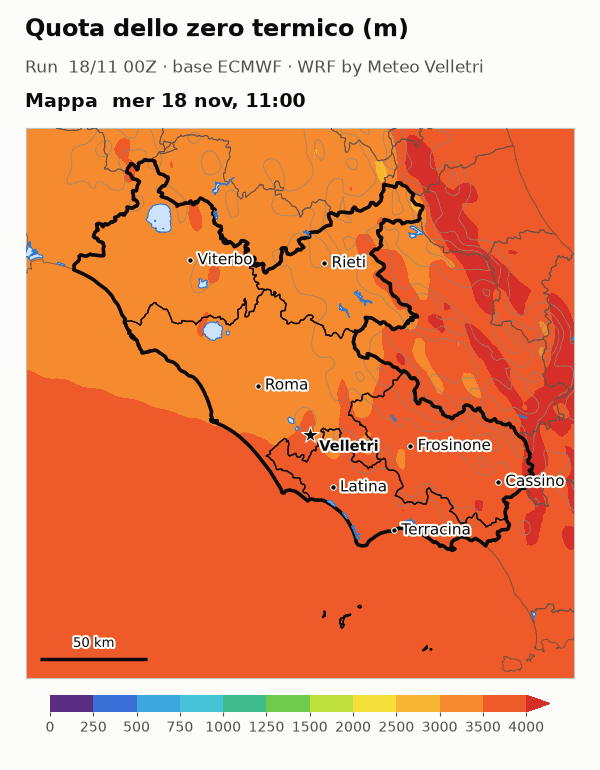 Quota dello zero termico (m)
Run  18/11 00Z · base ECMWF · WRF by Meteo Velletri
Mappa  mer 18 nov, 11:00
Viterbo
Rieti
Roma
Velletri
Frosinone
Latina
Cassino
Terracina
50 km
0 250 500 750 1000 1250 1500 2000 2500 3000 3500 4000